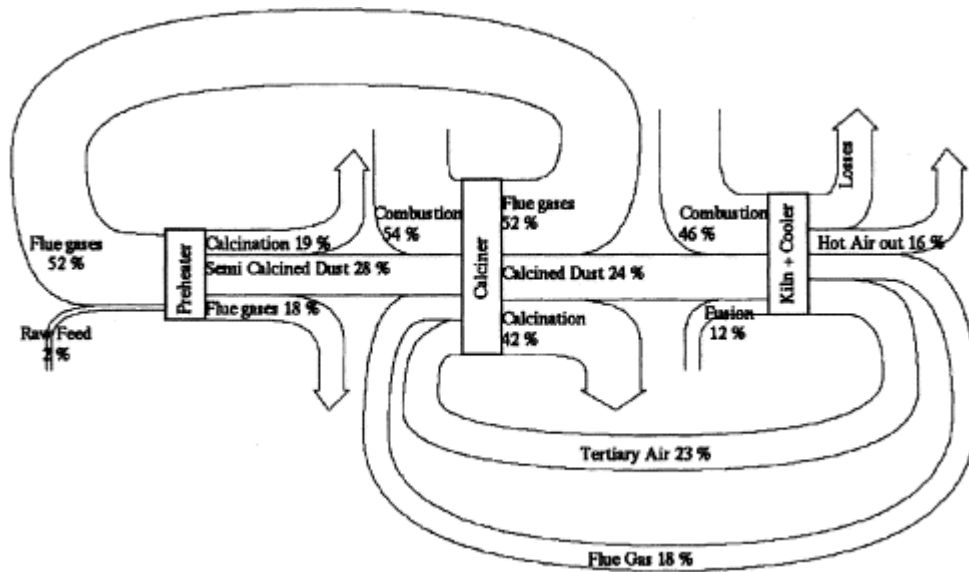 Losses
Flue gases
52 %
Combustion
54 %
Flue gases
52 %
Combustion
46 %
Preheater
Calcination 19 %
Semi Calcined Dust 28 %
Flue gases 18 %
Calciner
Calcined Dust 24 %
Kiln + Cooler
Hot Air out 16 %
Raw Feed
2 %
Calcination
42 %
Fusion
12 %
Tertiary Air 23 %
Flue Gas 18 %